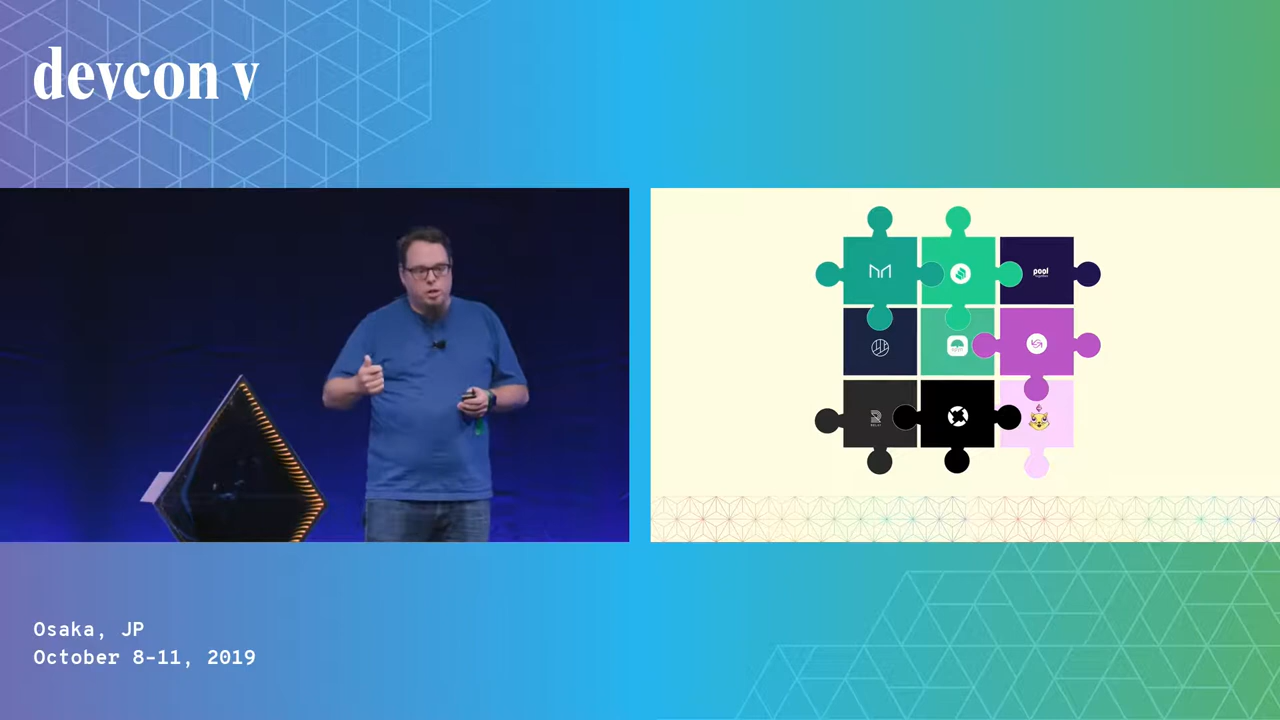 devcon v
pool
Osaka, JP
October 8-11, 2019